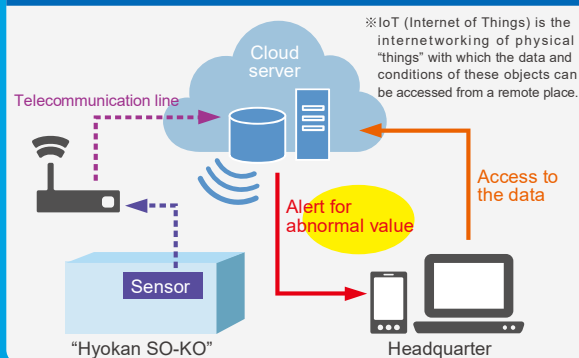 ※IoT (Internet of Things) is the
internetworking of physical
“things” with which the data and
conditions of these objects can
be accessed from a remote place.
Cloud
server
Telecommunication line
Access to
the data
Alert for
abnormal value
Sensor
“Hyokan SO-KO”
Headquarter